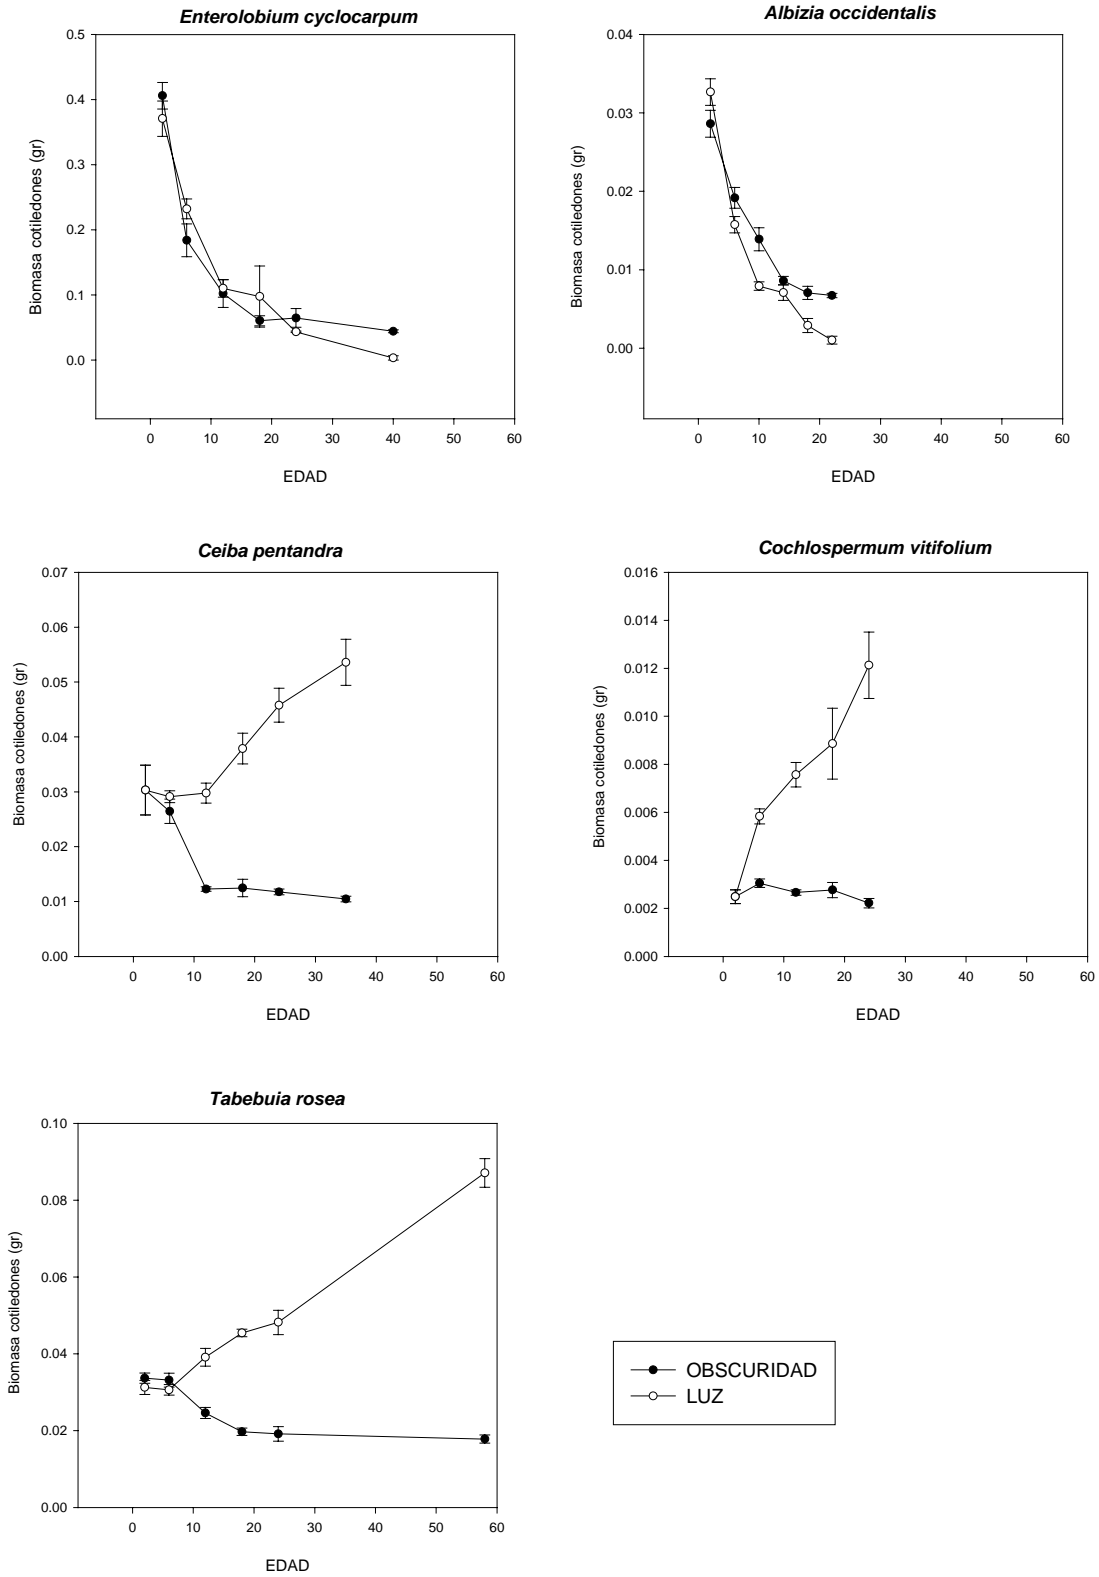 Enterolobium cyclocarpum
0.5
0.4
0.3
0.2
0.1
0.0
Biomasa cotiledones (gr)
0 10 20 30 40 50 60
EDAD
Albizia occidentalis
0.04
0.03
0.02
0.01
0.00
Biomasa cotiledones (gr)
0 10 20 30 40 50 60
EDAD
Ceiba pentandra
0.07
0.06
0.05
0.04
0.03
0.02
0.01
0.00
Biomasa cotiledones (gr)
0 10 20 30 40 50 60
EDAD
Cochlospermum vitifolium
0.016
0.014
0.012
0.010
0.008
0.006
0.004
0.002
0.000
Biomasa cotiledones (gr)
0 10 20 30 40 50 60
EDAD
Tabebuia rosea
0.10
0.08
0.06
0.04
0.02
0.00
Biomasa cotiledones (gr)
0 10 20 30 40 50 60
EDAD
OBSCURIDAD
LUZ